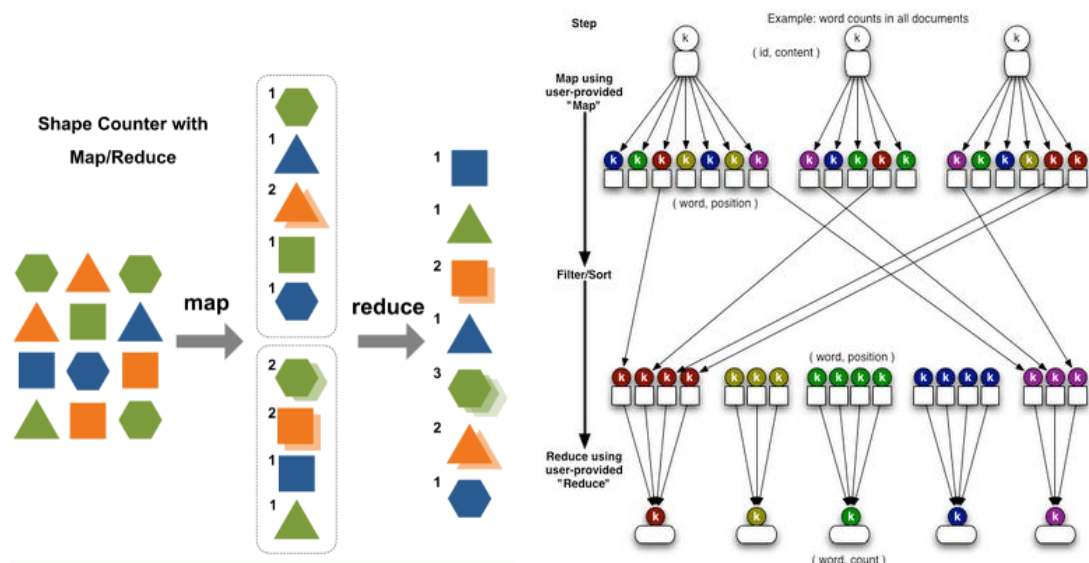 Shape Counter with
Map/Reduce
map
1
1
2
1
1
2
2
1
1
reduce
1
1
2
1
3
2
1
Step
Example: word counts in all documents
k
k
k
( id, content )
Map using
user-provided
"Map"
k k k k k k k
k k k k k
k k k k k k
( word, position )
Filter/Sort
( word, position )
k k k k
k k k
k k k k
k k k k
k k k
Reduce using
user-provided
"Reduce"
k
k
k
k
k
( word, count )